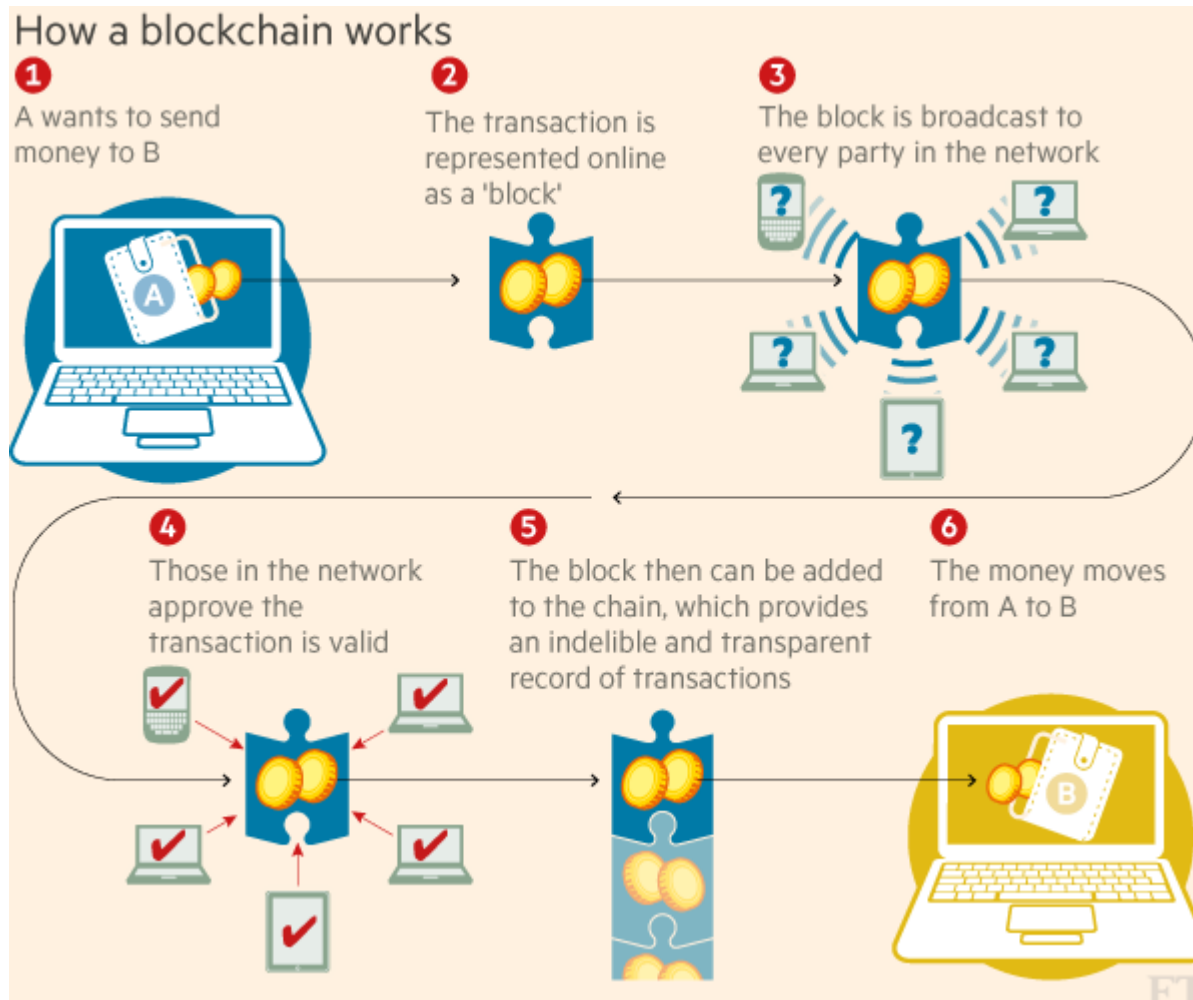 How a blockchain works
1
A wants to send
money to B
2
The transaction is
represented online
as a 'block'
3
The block is broadcast to
every party in the network
?
?
A
?
?
?
4
Those in the network
approve the
transaction is valid
5
The block then can be added
to the chain, which provides
an indelible and transparent
record of transactions
6
The money moves
from A to B
B
FT